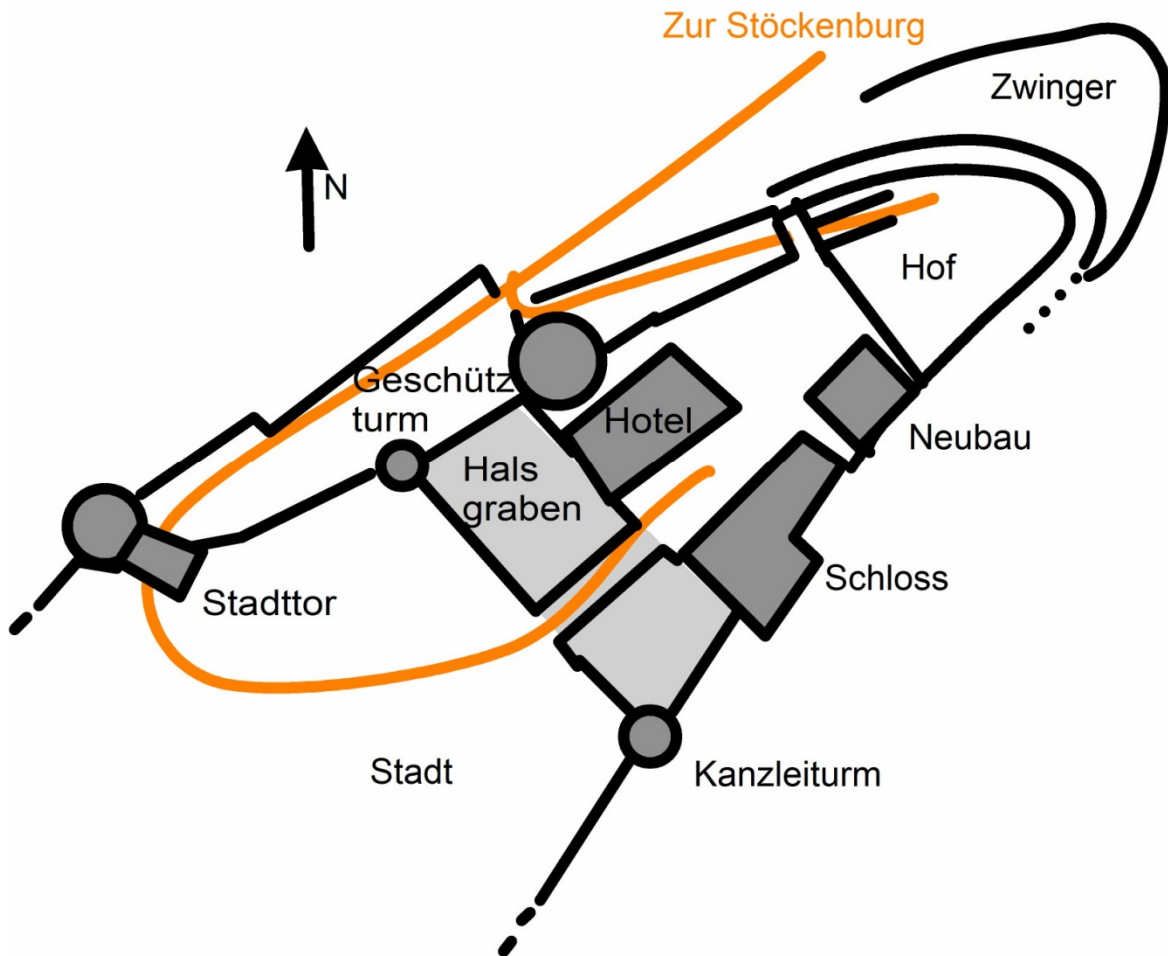 Zur Stöckenburg
Zwinger
N
Hof
Geschütz-
turm
Hotel
Neubau
Hals
graben
Schloss
Stadttor
Stadt
Kanzleiturm